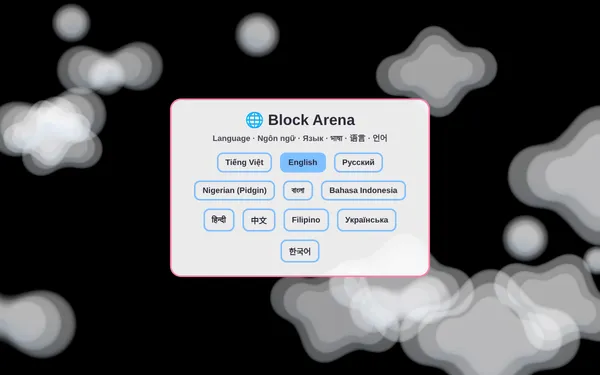 🌐 Block Arena
Language · Ngôn ngữ · Язык · भाषा · 语言 · 언어
Tiếng Việt English Русский
Nigerian (Pidgin) বাংলা Bahasa Indonesia
हिन्दी 中文 Filipino Українська
한국어